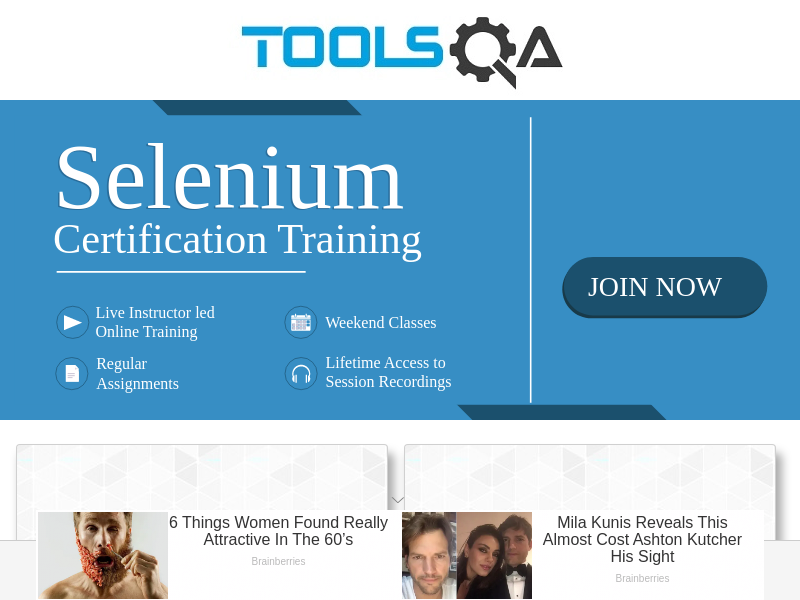 TOOLSQA
Selenium
Certification Training
Live Instructor led
Online Training
Weekend Classes
Regular
Assignments
Lifetime Access to
Session Recordings
JOIN NOW
6 Things Women Found Really
Attractive In The 60’s
Brainberries
Mila Kunis Reveals This
Almost Cost Ashton Kutcher
His Sight
Brainberries